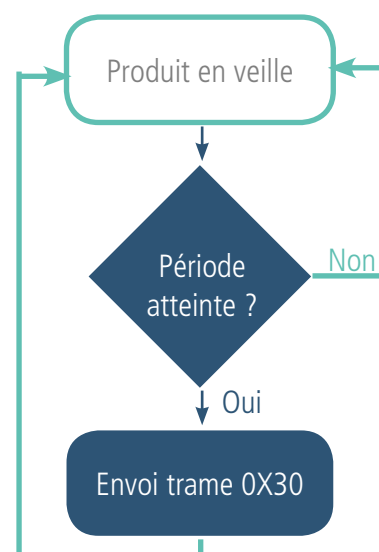 Produit en veille
Période
atteinte ?
Non
Oui
Envoi trame 0X30